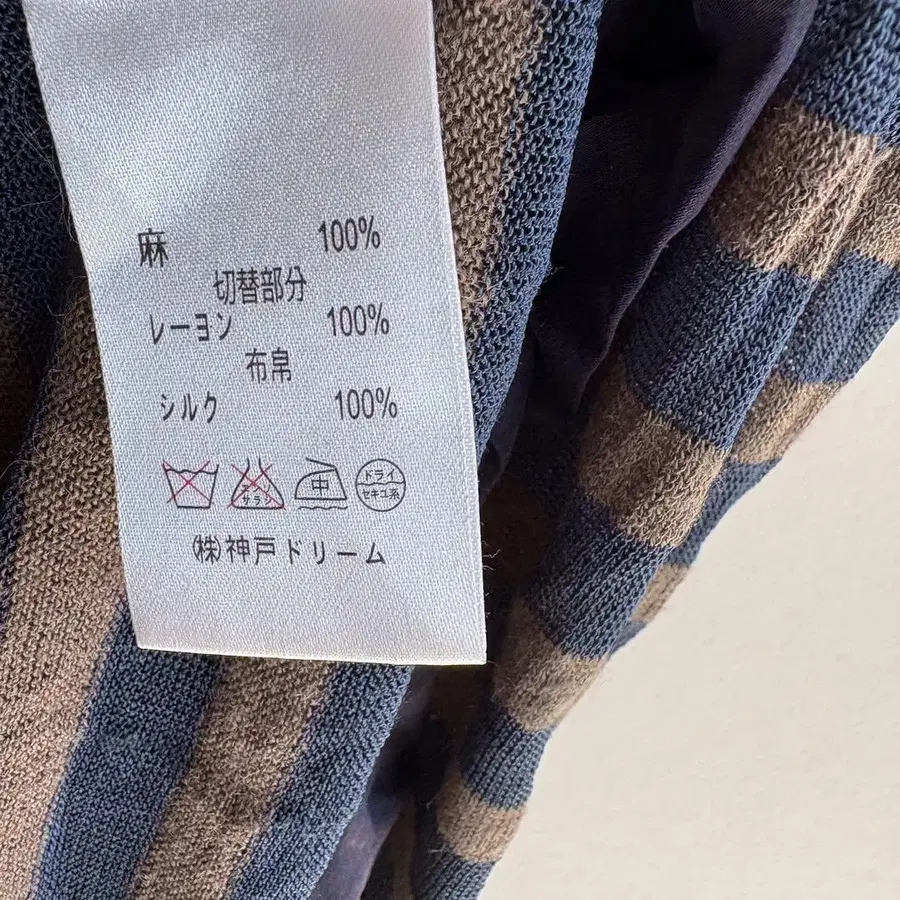 麻 100%
切替部分
レーヨン 100%
布帛
シルク 100%
中 ドライ
セキユ系
㈱神戸ドリーム